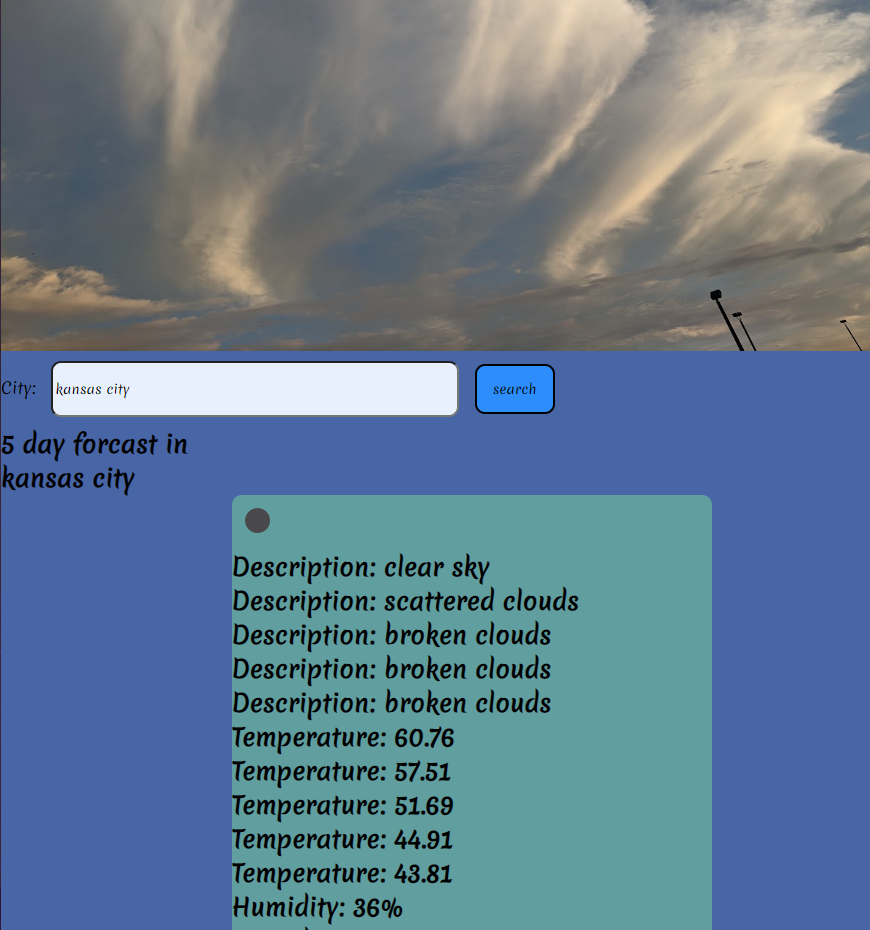 City: kansas city search
5 day forcast in
kansas city
Description: clear sky
Description: scattered clouds
Description: broken clouds
Description: broken clouds
Description: broken clouds
Temperature: 60.76
Temperature: 57.51
Temperature: 51.69
Temperature: 44.91
Temperature: 43.81
Humidity: 36%